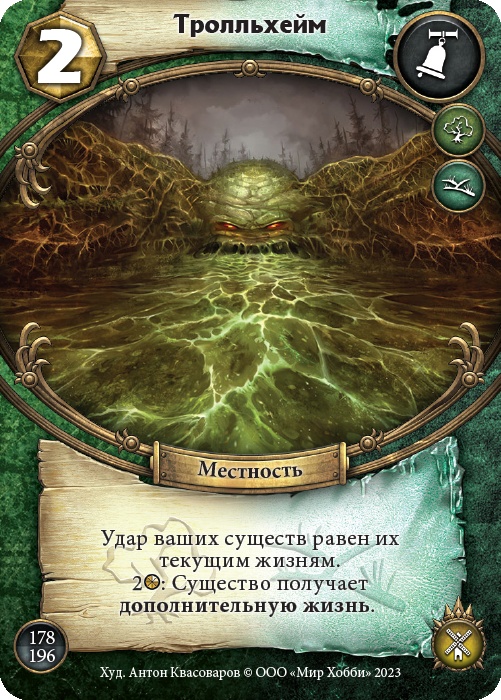 2
Тролльхейм
Местность
Удар ваших существ равен их
текущим жизням.
2: Существо получает
дополнительную жизнь.
178
196
Худ. Антон Квасоваров © ООО «Мир Хобби» 2023